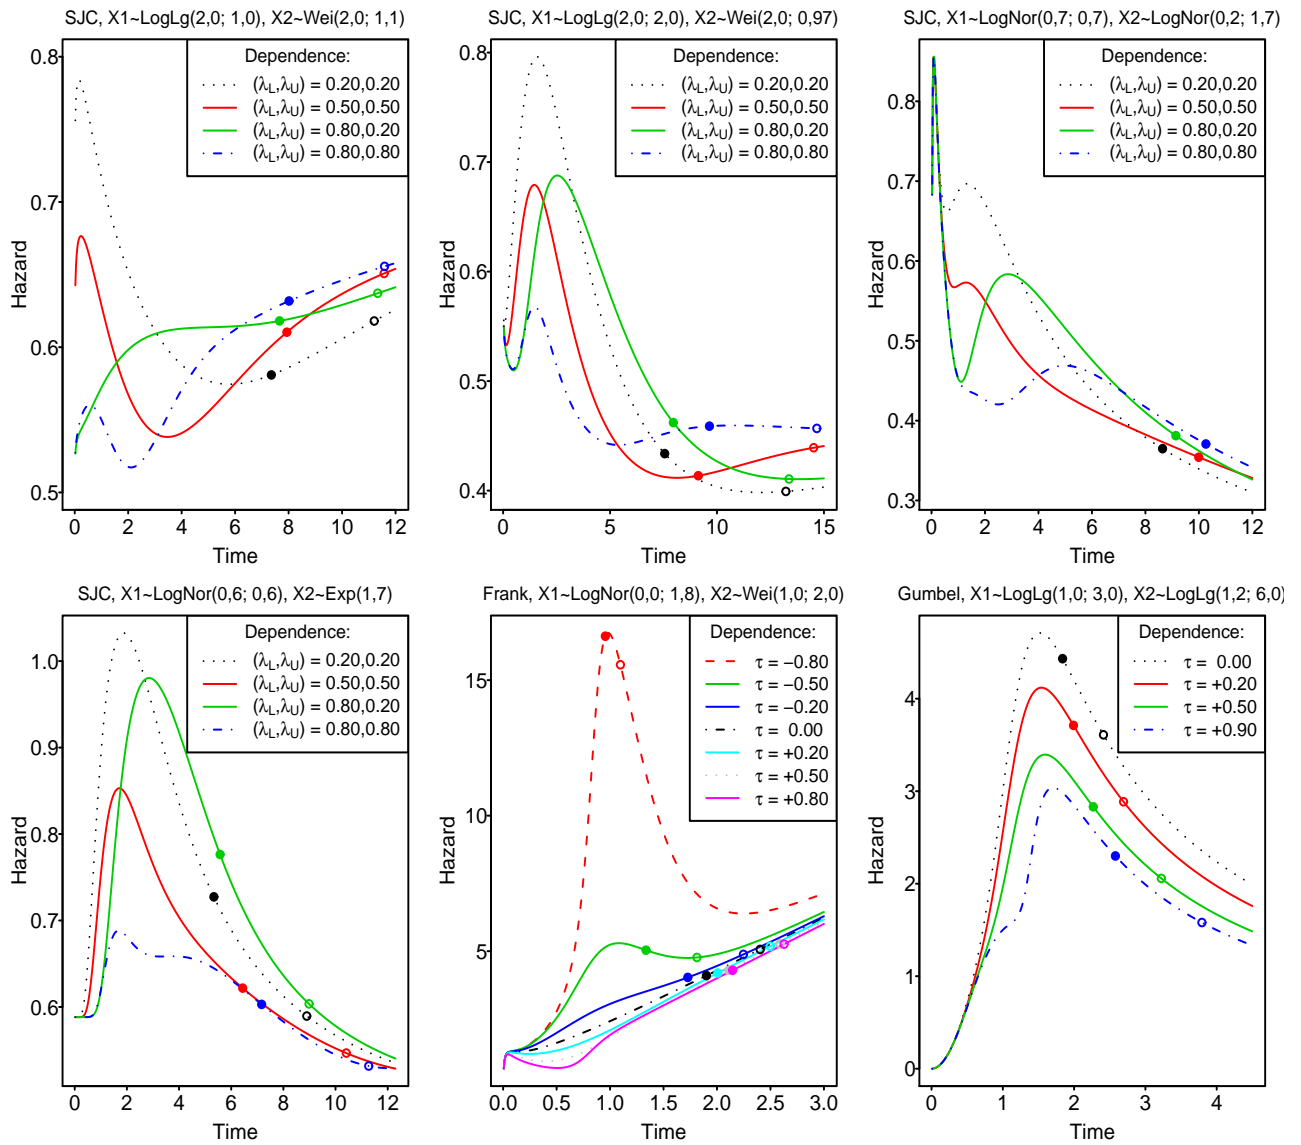 SJC, X1~LogLg(2,0; 1,0), X2~Wei(2,0; 1,1)
Dependence:
(λL,λU) = 0.20,0.20
(λL,λU) = 0.50,0.50
(λL,λU) = 0.80,0.20
(λL,λU) = 0.80,0.80
Hazard
0.8
0.7
0.6
0.5
0 2 4 6 8 10 12
Time
SJC, X1~LogLg(2,0; 2,0), X2~Wei(2,0; 0,97)
Dependence:
(λL,λU) = 0.20,0.20
(λL,λU) = 0.50,0.50
(λL,λU) = 0.80,0.20
(λL,λU) = 0.80,0.80
Hazard
0.8
0.7
0.6
0.5
0.4
0 5 10 15
Time
SJC, X1~LogNor(0,7; 0,7), X2~LogNor(0,2; 1,7)
Dependence:
(λL,λU) = 0.20,0.20
(λL,λU) = 0.50,0.50
(λL,λU) = 0.80,0.20
(λL,λU) = 0.80,0.80
Hazard
0.8
0.7
0.6
0.5
0.4
0.3
0 2 4 6 8 10 12
Time
SJC, X1~LogNor(0,6; 0,6), X2~Exp(1,7)
Dependence:
(λL,λU) = 0.20,0.20
(λL,λU) = 0.50,0.50
(λL,λU) = 0.80,0.20
(λL,λU) = 0.80,0.80
Hazard
1.0
0.9
0.8
0.7
0.6
0 2 4 6 8 10 12
Time
Frank, X1~LogNor(0,0; 1,8), X2~Wei(1,0; 2,0)
Dependence:
τ = −0.80
τ = −0.50
τ = −0.20
τ = 0.00
τ = +0.20
τ = +0.50
τ = +0.80
Hazard
15
10
5
0.0 0.5 1.0 1.5 2.0 2.5 3.0
Time
Gumbel, X1~LogLg(1,0; 3,0), X2~LogLg(1,2; 6,0)
Dependence:
τ = 0.00
τ = +0.20
τ = +0.50
τ = +0.90
Hazard
4
3
2
1
0
0 1 2 3 4
Time